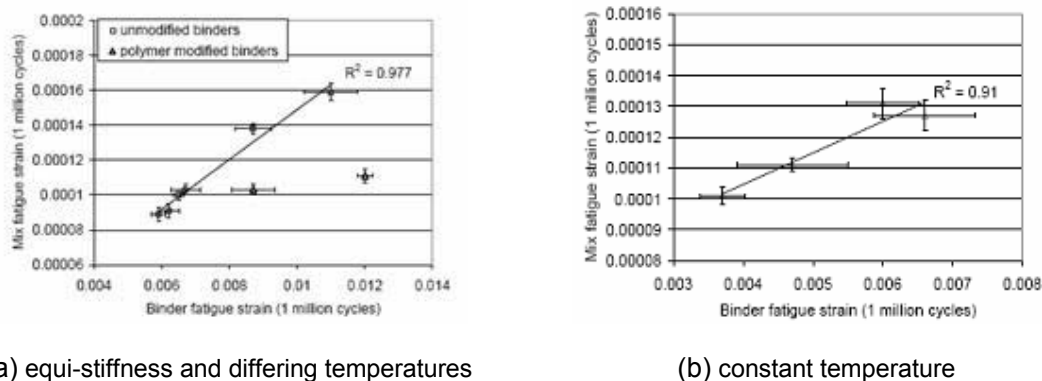 0.0002
0.00018
0.00016
0.00014
0.00012
0.0001
0.00008
0.00006
Mix fatigue strain (1 million cycles)
unmodified binders
polymer modified binders
R² = 0.977
0.004 0.006 0.008 0.01 0.012 0.014
Binder fatigue strain (1 million cycles)
a) equi-stiffness and differing temperatures
0.00016
0.00015
0.00014
0.00013
0.00012
0.00011
0.0001
0.00009
0.00008
Mix fatigue strain (1 million cycles)
R² = 0.91
0.003 0.004 0.005 0.006 0.007 0.008
Binder fatigue strain (1 million cycles)
(b) constant temperature